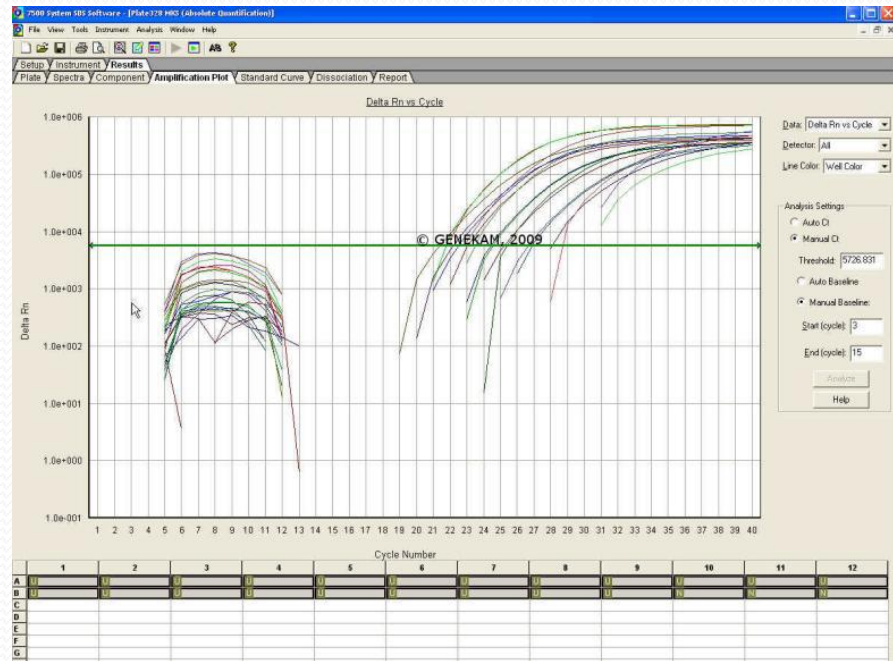 7500 System SDS Software - [Plate328 HKS (Absolute Quantification)]
File View Tools Instrument Analysis Window Help
Setup Instrument Results
Plate Spectra Component Amplification Plot Standard Curve Dissociation Report
Delta Rn vs Cycle
Data: Delta Rn vs Cycle
Detector: All
Line Color: Well Color
Analysis Settings
Auto Ct
Manual Ct
Threshold: 5726.831
Auto Baseline
Manual Baseline:
Start (cycle): 3
End (cycle): 15
Analyze
Help
1.0e+006
1.0e+005
1.0e+004
1.0e+003
1.0e+002
1.0e+001
1.0e+000
1.0e-001
Delta Rn
© GENEKAM, 2009
1 2 3 4 5 6 7 8 9 10 11 12 13 14 15 16 17 18 19 20 21 22 23 24 25 26 27 28 29 30 31 32 33 34 35 36 37 38 39 40
Cycle Number
1 2 3 4 5 6 7 8 9 10 11 12
A U U U U U U U U U U U U
B U U U U U U U U U N N N
C
D
E
F
G